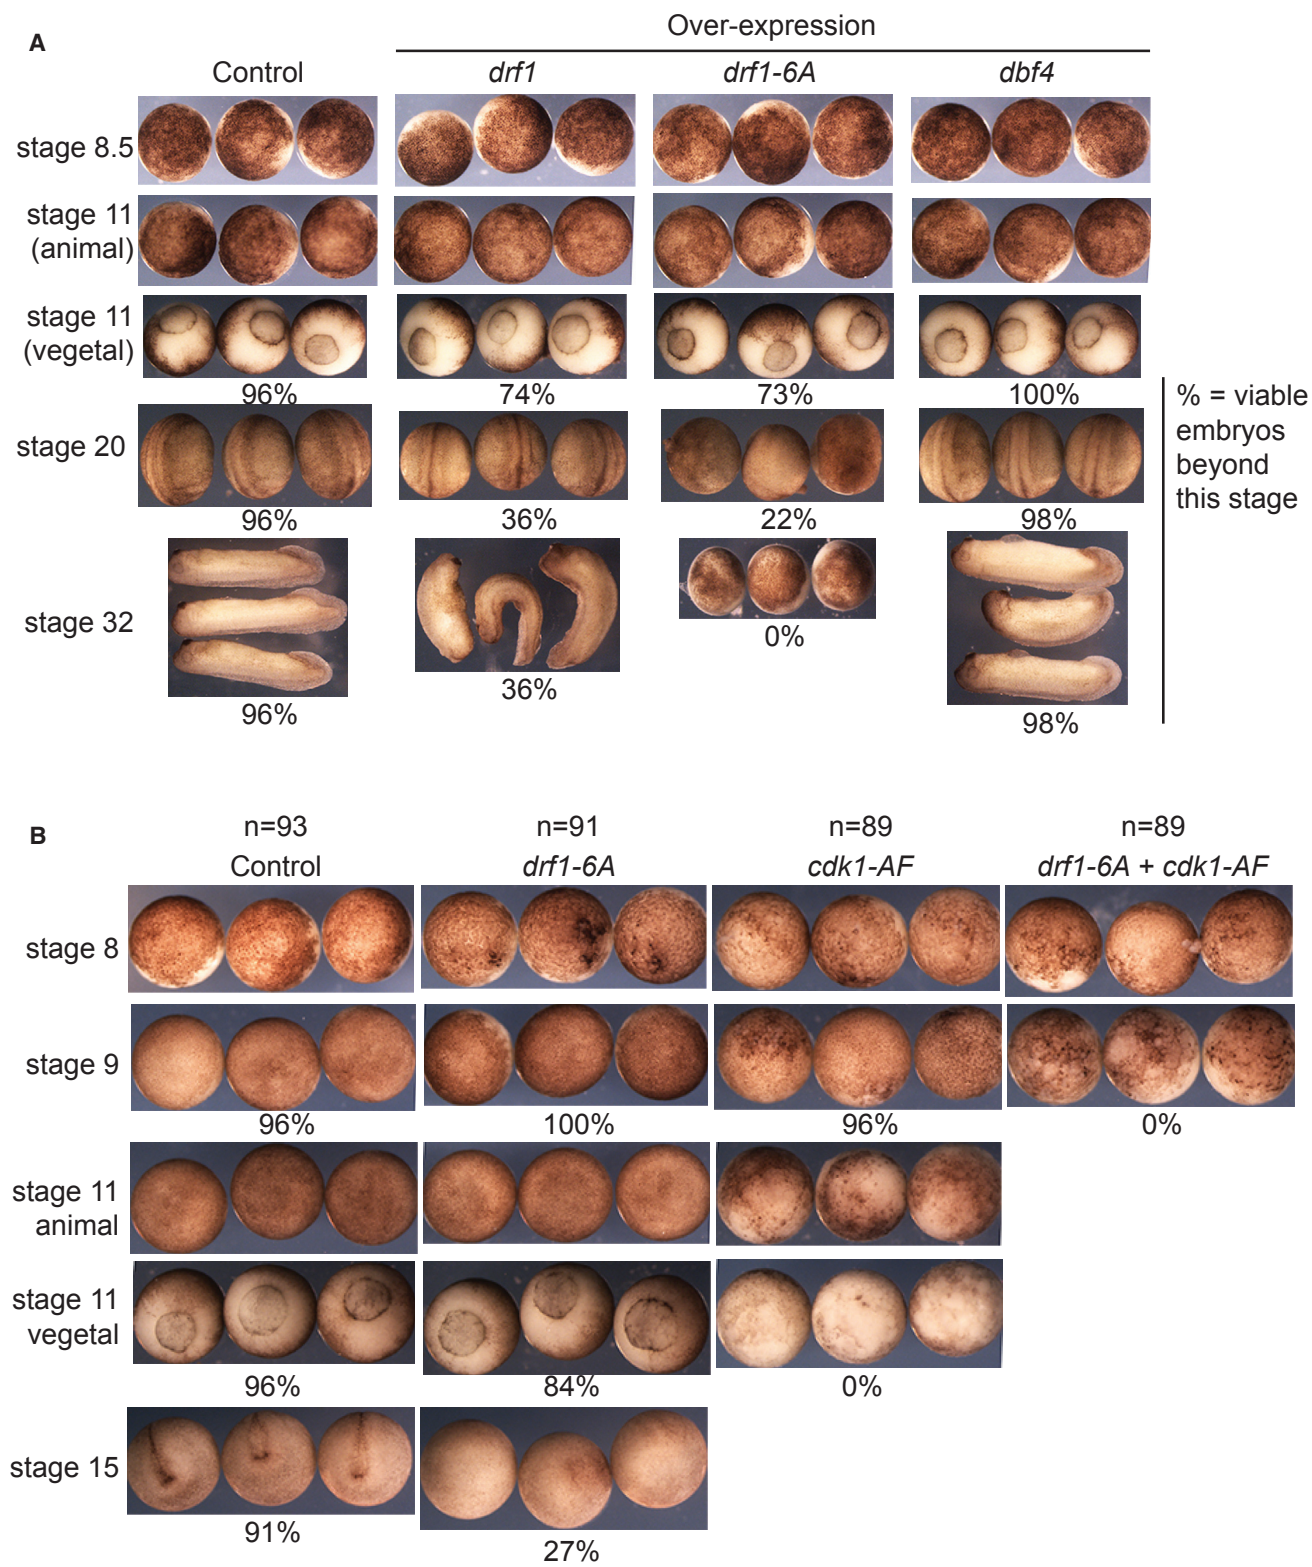 A
Over-expression
Control drf1 drf1-6A dbf4
stage 8.5
stage 11
(animal)
stage 11
(vegetal)
96% 74% 73% 100%
% = viable
embryos
beyond
this stage
stage 20
96% 36% 22% 98%
stage 32
96% 36% 0% 98%
B
n=93 n=91 n=89 n=89
Control drf1-6A cdk1-AF drf1-6A + cdk1-AF
stage 8
stage 9
96% 100% 96% 0%
stage 11
animal
stage 11
vegetal
96% 84% 0%
stage 15
91% 27%